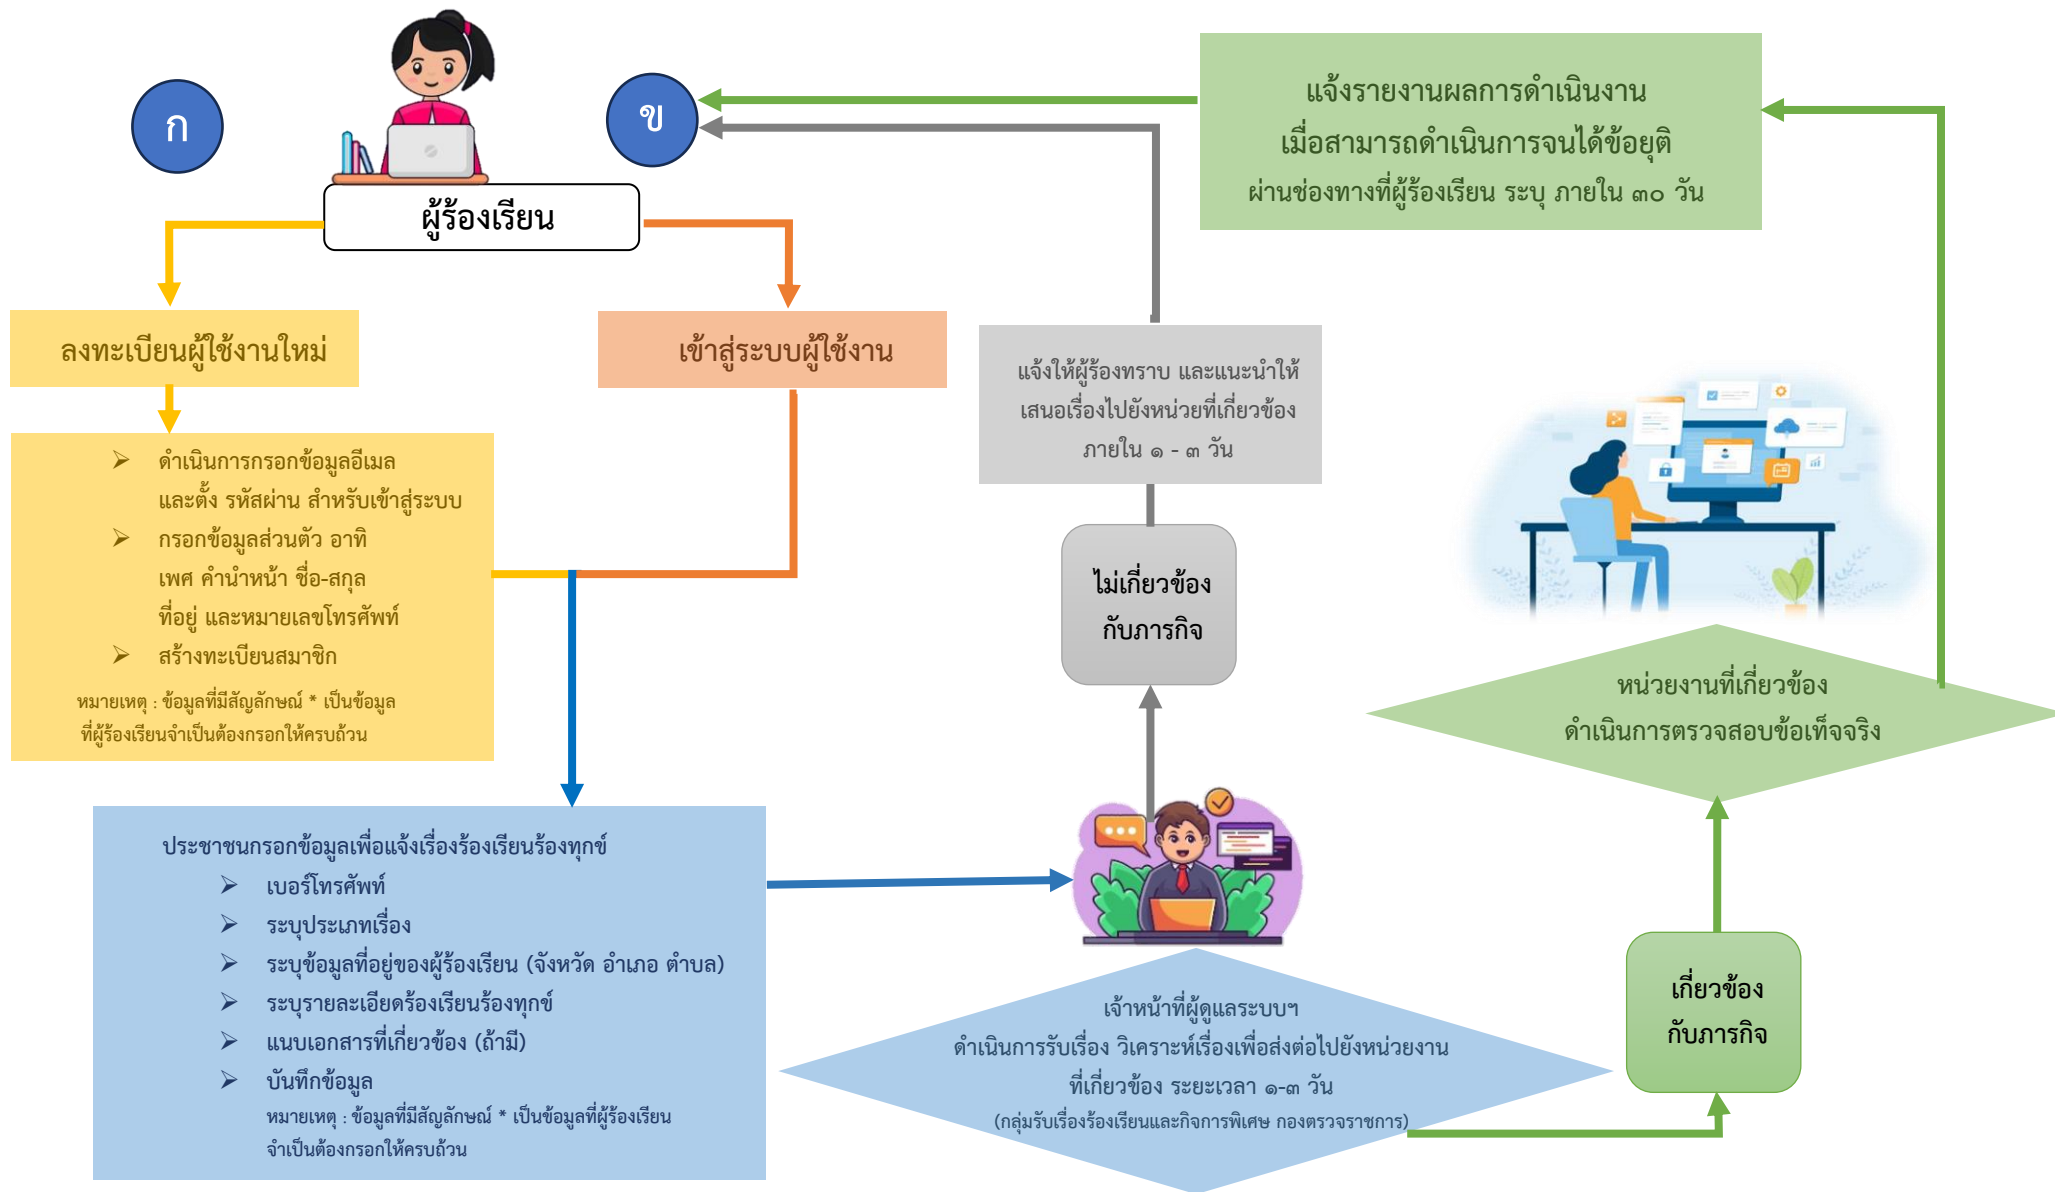 ก
ข
ผู้ร้องเรียน
แจ้งรายงานผลการดำเนินงาน
เมื่อสามารถดำเนินการจนได้ข้อยุติ
ผ่านช่องทางที่ผู้ร้องเรียน ระบุ ภายใน ๓๐ วัน
ลงทะเบียนผู้ใช้งานใหม่
เข้าสู่ระบบผู้ใช้งาน
แจ้งให้ผู้ร้องทราบ และแนะนำให้
เสนอเรื่องไปยังหน่วยที่เกี่ยวข้อง
ภายใน ๑ - ๓ วัน
➢ ดำเนินการกรอกข้อมูลอีเมล
และตั้ง รหัสผ่าน สำหรับเข้าสู่ระบบ
➢ กรอกข้อมูลส่วนตัว อาทิ
เพศ คำนำหน้า ชื่อ-สกุล
ที่อยู่ และหมายเลขโทรศัพท์
➢ สร้างทะเบียนสมาชิก
หมายเหตุ : ข้อมูลที่มีสัญลักษณ์ * เป็นข้อมูล
ที่ผู้ร้องเรียนจำเป็นต้องกรอกให้ครบถ้วน
ไม่เกี่ยวข้อง
กับภารกิจ
หน่วยงานที่เกี่ยวข้อง
ดำเนินการตรวจสอบข้อเท็จจริง
ประชาชนกรอกข้อมูลเพื่อแจ้งเรื่องร้องเรียนร้องทุกข์
➢ เบอร์โทรศัพท์
➢ ระบุประเภทเรื่อง
➢ ระบุข้อมูลที่อยู่ของผู้ร้องเรียน (จังหวัด อำเภอ ตำบล)
➢ ระบุรายละเอียดร้องเรียนร้องทุกข์
➢ แนบเอกสารที่เกี่ยวข้อง (ถ้ามี)
➢ บันทึกข้อมูล
หมายเหตุ : ข้อมูลที่มีสัญลักษณ์ * เป็นข้อมูลที่ผู้ร้องเรียน
จำเป็นต้องกรอกให้ครบถ้วน
เจ้าหน้าที่ผู้ดูแลระบบฯ
ดำเนินการรับเรื่อง วิเคราะห์เรื่องเพื่อส่งต่อไปยังหน่วยงาน
ที่เกี่ยวข้อง ระยะเวลา ๑-๓ วัน
(กลุ่มรับเรื่องร้องเรียนและกิจการพิเศษ กองตรวจราชการ)
เกี่ยวข้อง
กับภารกิจ